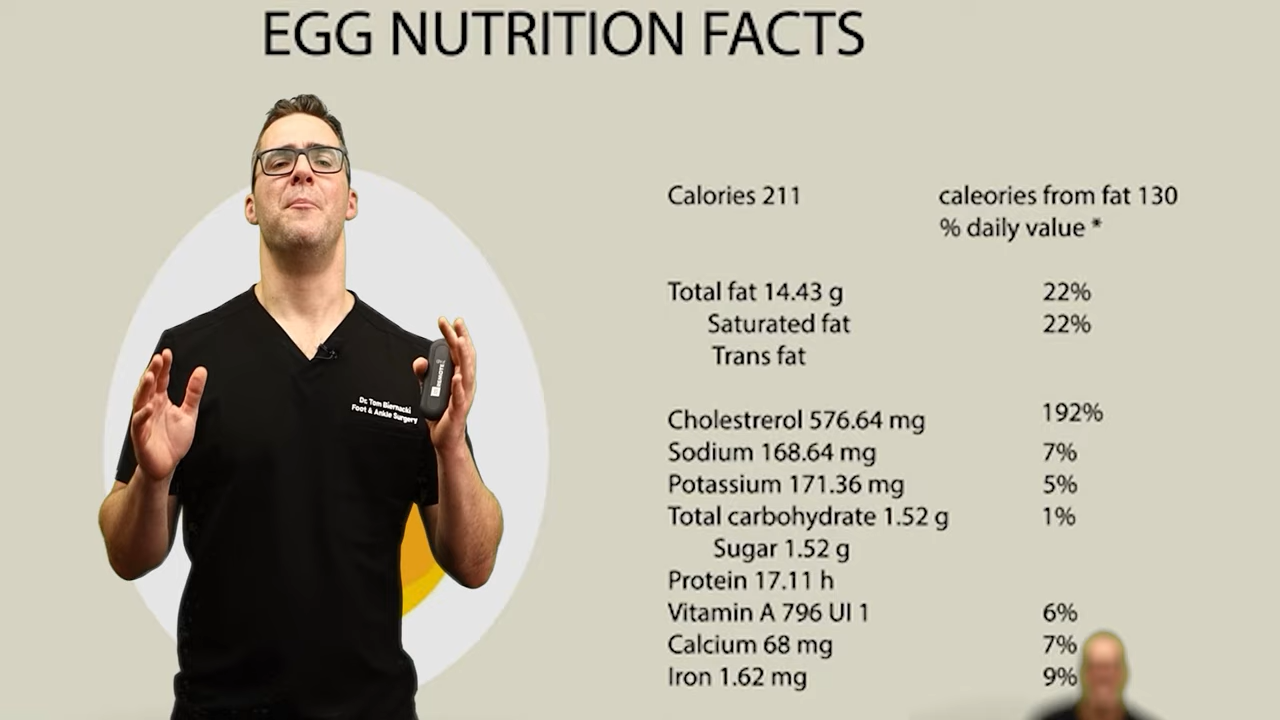 EGG NUTRITION FACTS
Calories 211 caleories from fat 130
% daily value *
Total fat 14.43 g 22%
Saturated fat 22%
Trans fat
Cholestrerol 576.64 mg 192%
Sodium 168.64 mg 7%
Potassium 171.36 mg 5%
Total carbohydrate 1.52 g 1%
Sugar 1.52 g
Protein 17.11 h
Vitamin A 796 UI 1 6%
Calcium 68 mg 7%
Iron 1.62 mg 9%
Dr. Tom Biernacki
Foot & Ankle Surgery
REMOTE